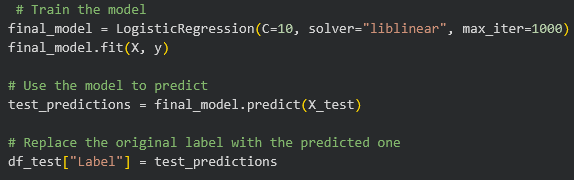 # Train the model
final_model = LogisticRegression(C=10, solver="liblinear", max_iter=1000)
final_model.fit(X, y)
# Use the model to predict
test_predictions = final_model.predict(X_test)
# Replace the original label with the predicted one
df_test["Label"] = test_predictions